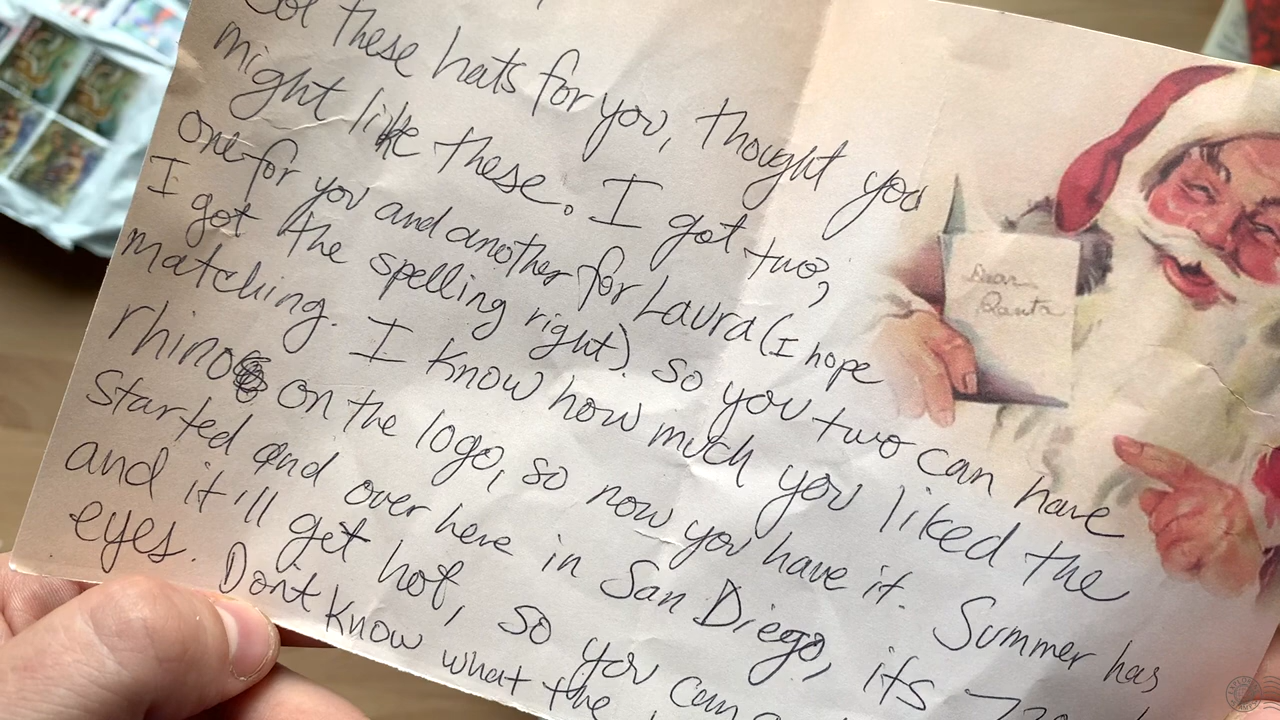 Got these hats for you, thought you
might like these. I got two,
one for you and another for Laura (I hope
I got the spelling right). so you two can have
matching. I know how much you liked the
rhino on the logo, so now you have it. Summer has
started and over here in San Diego, its
and it'll get hot, so you can
eyes. Dont know what the
Dear
Santa